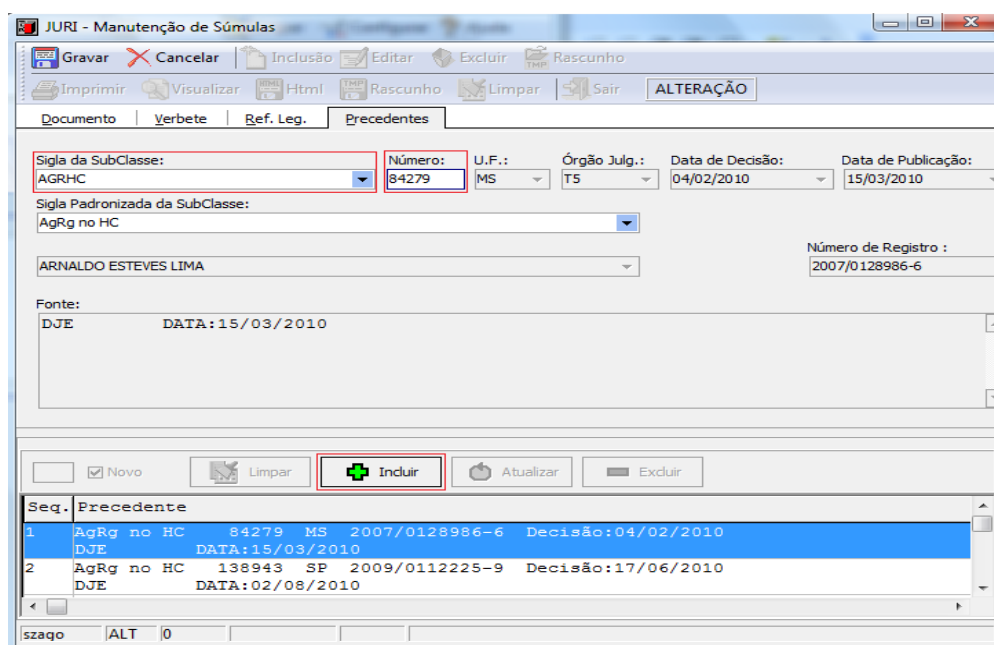 JURI - Manutenção de Súmulas
Gravar Cancelar Inclusão Editar Excluir Rascunho
Imprimir Visualizar Html Rascunho Limpar Sair ALTERAÇÃO
Documento Verbete Ref. Leg. Precedentes
Sigla da SubClasse: Número: U.F.: Órgão Julg.: Data de Decisão: Data de Publicação:
AGRHC 84279 MS T5 04/02/2010 15/03/2010
Sigla Padronizada da SubClasse:
AgRg no HC
Número de Registro :
ARNALDO ESTEVES LIMA 2007/0128986-6
Fonte:
DJE DATA:15/03/2010
Novo Limpar Incluir Atualizar Excluir
Seq. Precedente
1 AgRg no HC 84279 MS 2007/0128986-6 Decisão:04/02/2010
DJE DATA:15/03/2010
2 AgRg no HC 138943 SP 2009/0112225-9 Decisão:17/06/2010
DJE DATA:02/08/2010
szago ALT 0